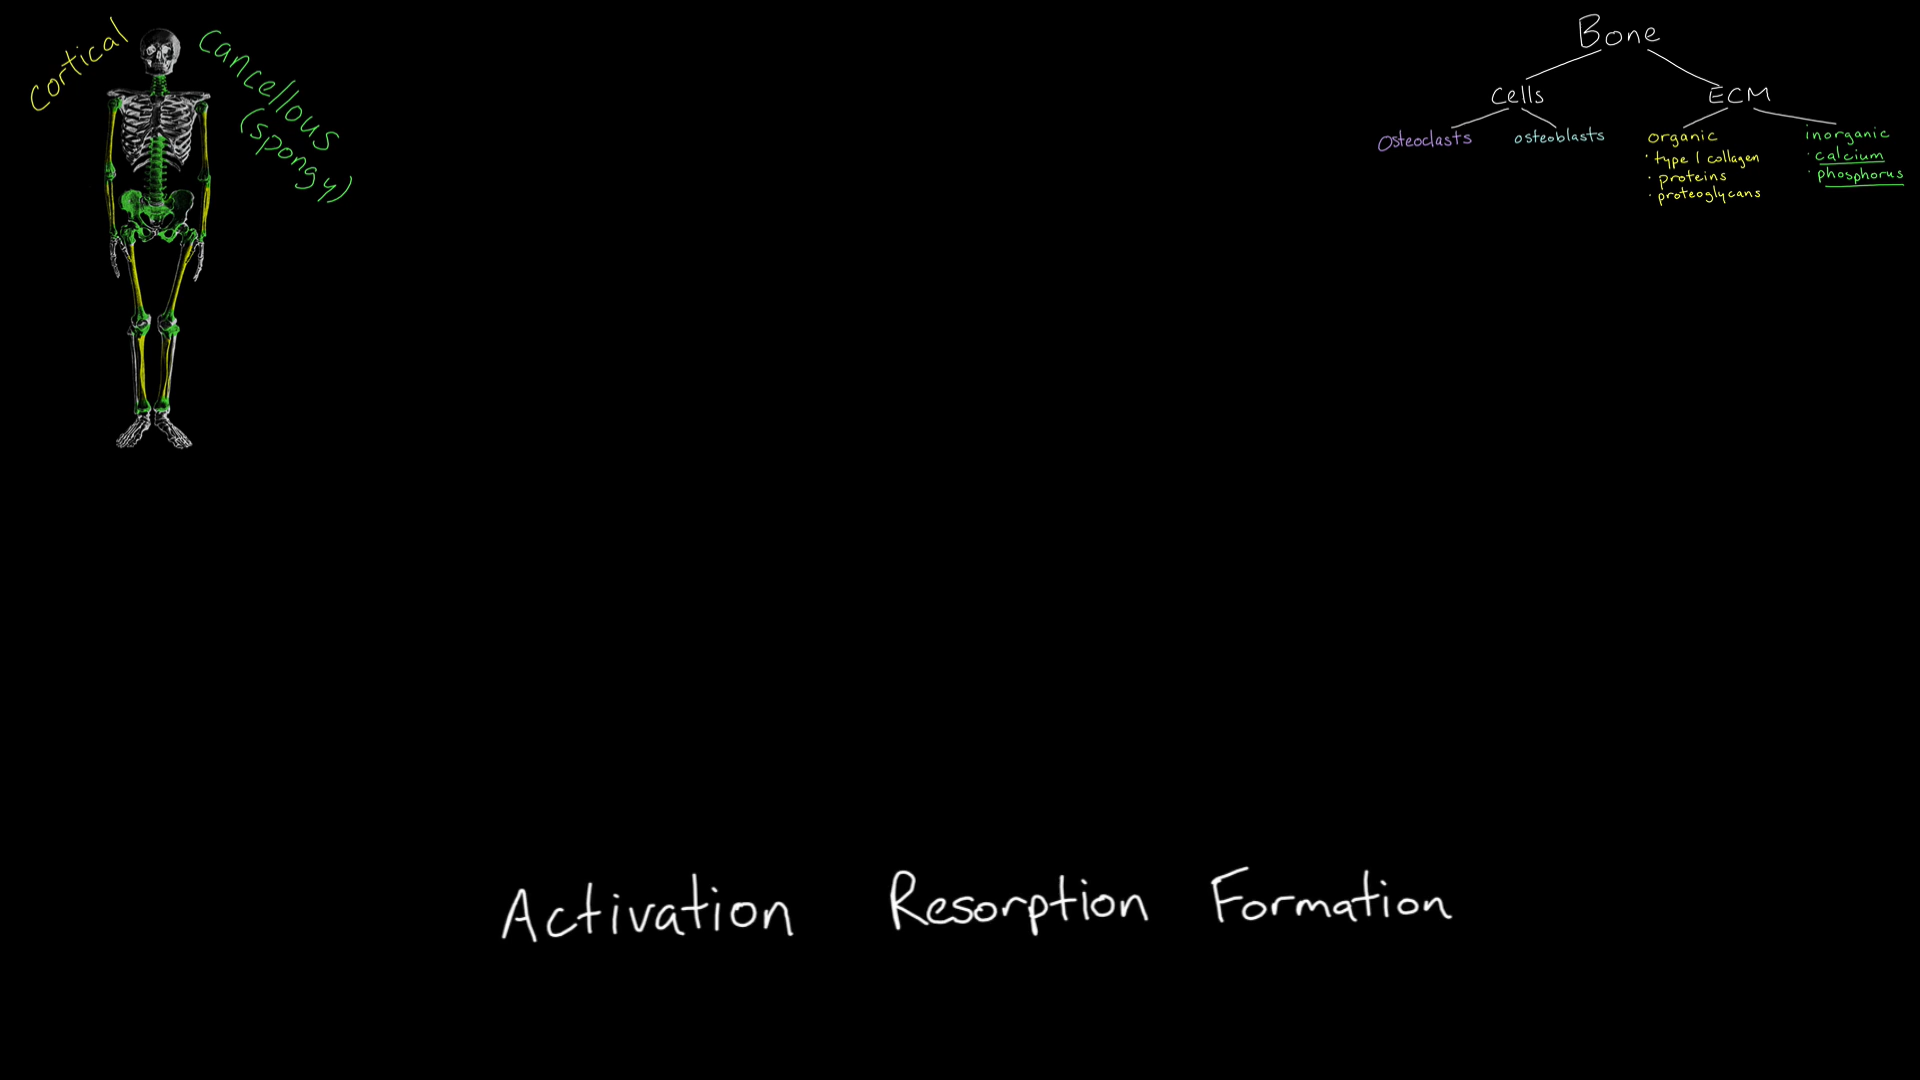 Cortical
Cancellous
(spongy)
Bone
Cells
ECM
Osteoclasts
osteoblasts
organic
· type I collagen
· proteins
· proteoglycans
inorganic
· calcium
· phosphorus
Activation
Resorption
Formation